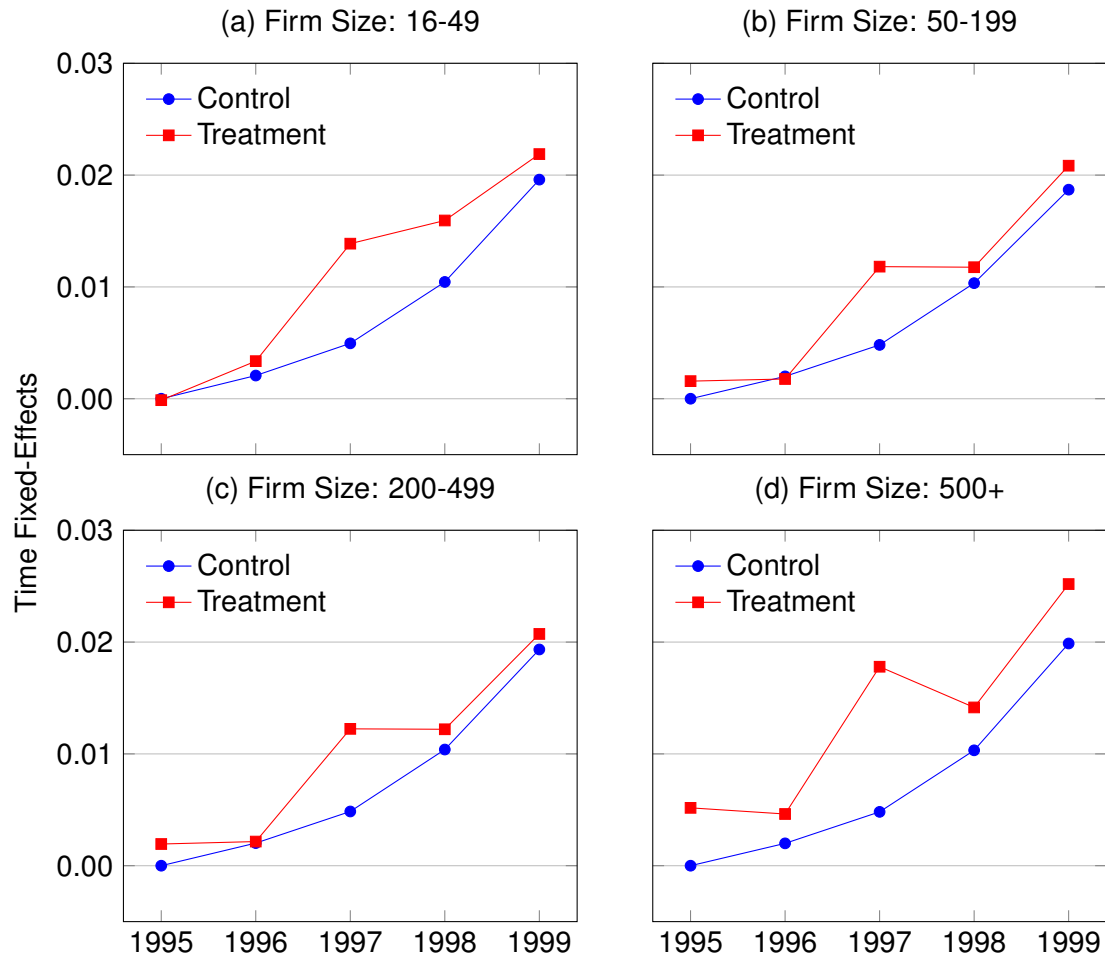 (a) Firm Size: 16-49
(b) Firm Size: 50-199
0.03
0.02
0.01
0.00
Control
Treatment
Control
Treatment
Time Fixed-Effects
(c) Firm Size: 200-499
(d) Firm Size: 500+
0.03
0.02
0.01
0.00
Control
Treatment
Control
Treatment
1995 1996 1997 1998 1999
1995 1996 1997 1998 1999